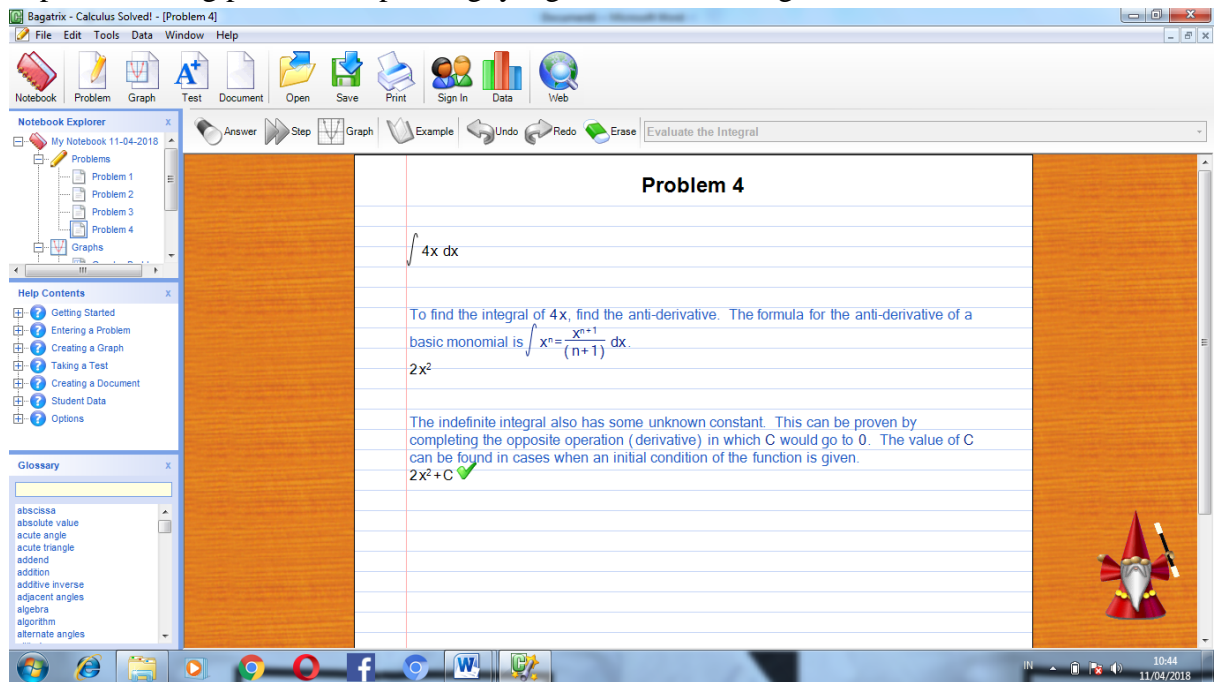 Bagatrix - Calculus Solved! - [Problem 4]
File Edit Tools Data Window Help
Notebook Problem Graph Test Document Open Save Print Sign In Data Web
Notebook Explorer x
My Notebook 11-04-2018
Problems
Problem 1
Problem 2
Problem 3
Problem 4
Graphs
Answer Step Graph Example Undo Redo Erase Evaluate the Integral
Help Contents x
Getting Started
Entering a Problem
Creating a Graph
Taking a Test
Creating a Document
Student Data
Options
Glossary x
abscissa
absolute value
acute angle
acute triangle
addend
addition
additive inverse
adjacent angles
algebra
algorithm
alternate angles
Problem 4
∫ 4x dx
To find the integral of 4x, find the anti-derivative. The formula for the anti-derivative of a
basic monomial is ∫ xⁿ = xⁿ⁺¹/(n+1) dx.
2x²
The indefinite integral also has some unknown constant. This can be proven by
completing the opposite operation (derivative) in which C would go to 0. The value of C
can be found in cases when an initial condition of the function is given.
2x²+C
IN 10:44
11/04/2018